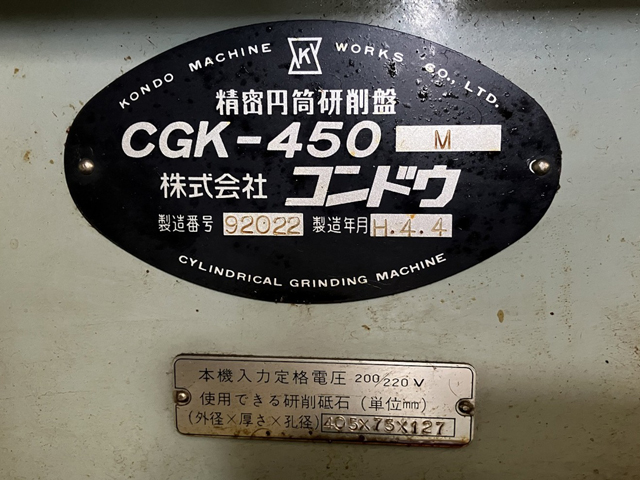 KONDO MACHINE K WORKS CO., LTD.
精密円筒研削盤
CGK-450 M
株式会社 コンドウ
製造番号 92022 製造年月 H.4.4
CYLINDRICAL GRINDING MACHINE
本機入力定格電圧 200/220 V
使用できる研削砥石 (単位mm)
(外径×厚さ×孔径) 405×75×127